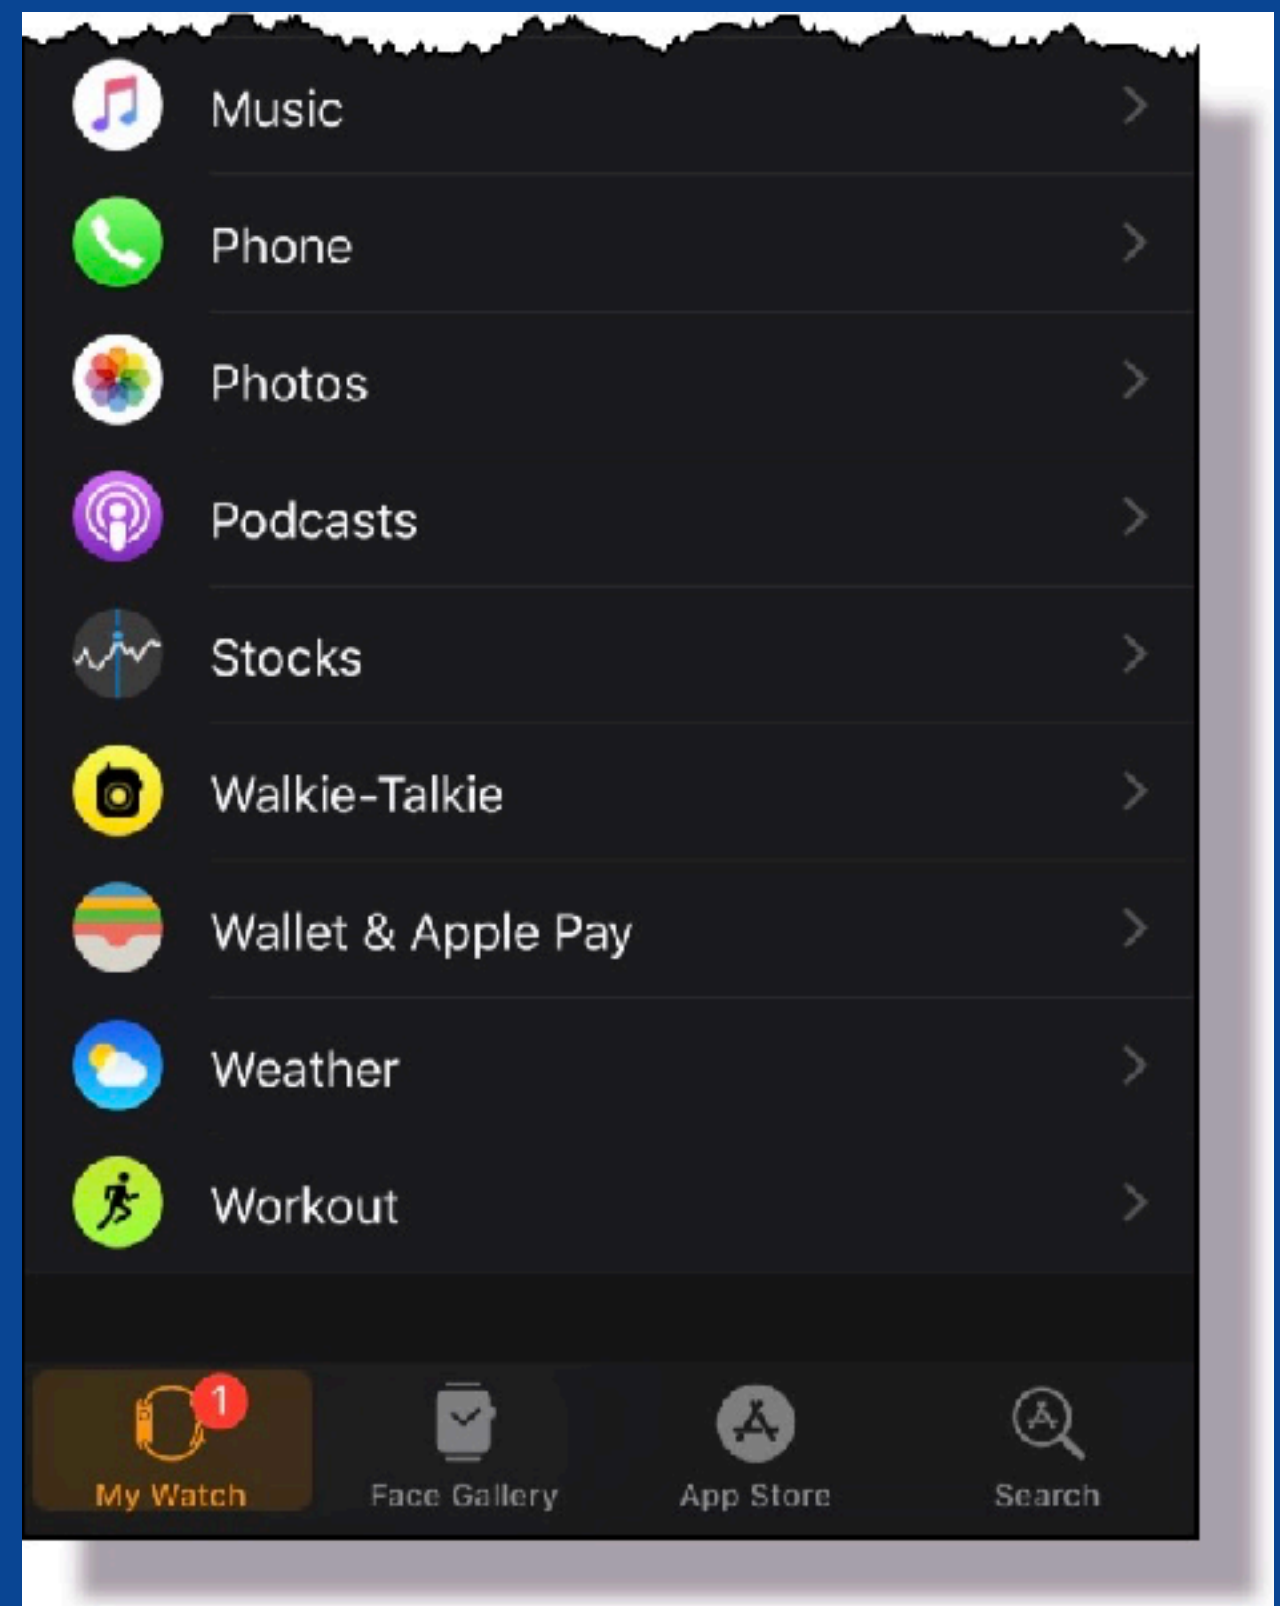 Music
Phone
Photos
Podcasts
Stocks
Walkie-Talkie
Wallet & Apple Pay
Weather
Workout
1
My Watch
Face Gallery
App Store
Search